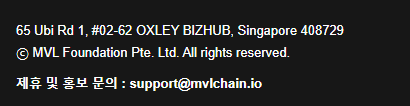 65 Ubi Rd 1, #02-62 OXLEY BIZHUB, Singapore 408729
ⓒ MVL Foundation Pte. Ltd. All rights reserved.
제휴 및 홍보 문의 : support@mvlchain.io